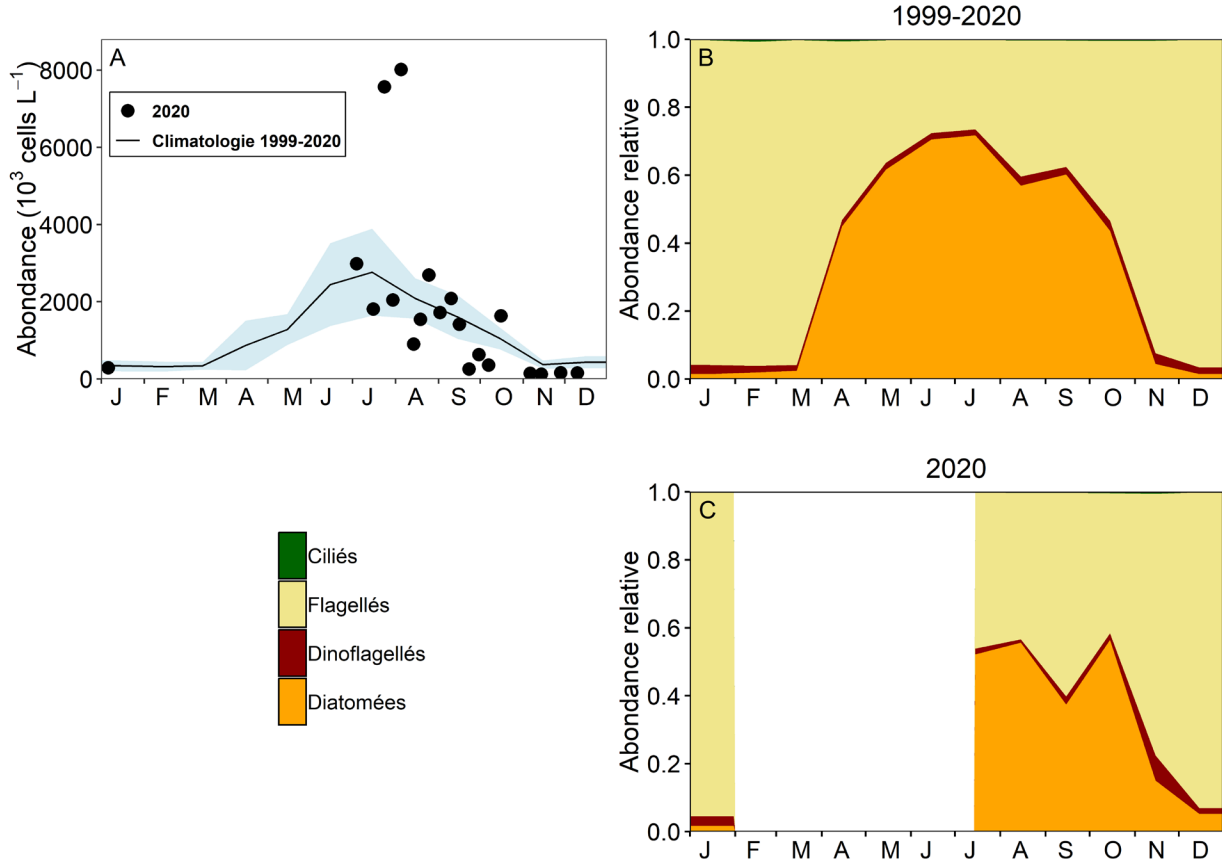 A
Abondance (10³ cells L⁻¹)
8000
6000
4000
2000
0
2020
Climatologie 1999-2020
J F M A M J J A S O N D
1999-2020
B
Abondance relative
1.0
0.8
0.6
0.4
0.2
0.0
J F M A M J J A S O N D
Ciliés
Flagellés
Dinoflagellés
Diatomées
2020
C
Abondance relative
1.0
0.8
0.6
0.4
0.2
0.0
J F M A M J J A S O N D